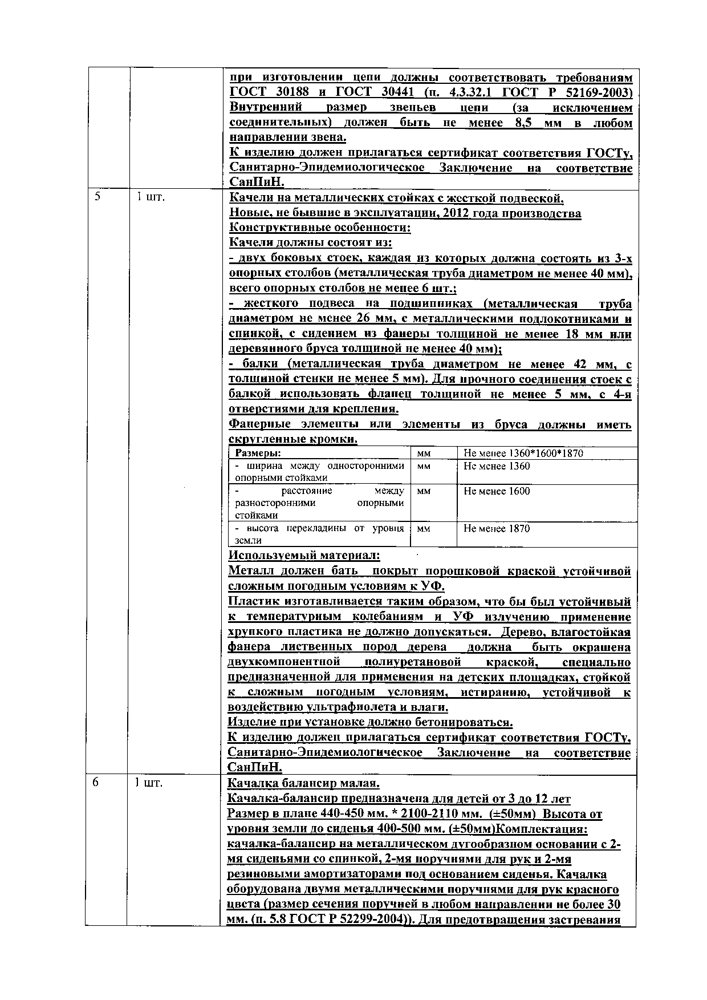 при изготовлении цепи должны соответствовать требованиям
ГОСТ 30188 и ГОСТ 30441 (п. 4.3.32.1 ГОСТ Р 52169-2003)
Внутренний размер звеньев цепи (за исключением
соединительных) должен быть не менее 8,5 мм в любом
направлении звена.
К изделию должен прилагаться сертификат соответствия ГОСТу,
Санитарно-Эпидемиологическое Заключение на соответствие
СанПиН.
5 1 шт. Качели на металлических стойках с жесткой подвеской.
Новые, не бывшие в эксплуатации, 2012 года производства
Конструктивные особенности:
Качели должны состоят из:
- двух боковых стоек, каждая из которых должна состоять из 3-х
опорных столбов (металлическая труба диаметром не менее 40 мм),
всего опорных столбов не менее 6 шт.;
- жесткого подвеса на подшипниках (металлическая труба
диаметром не менее 26 мм, с металлическими подлокотниками и
спинкой, с сидением из фанеры толщиной не менее 18 мм или
деревянного бруса толщиной не менее 40 мм);
- балки (металлическая труба диаметром не менее 42 мм, с
толщиной стенки не менее 5 мм). Для прочного соединения стоек с
балкой использовать фланец толщиной не менее 5 мм, с 4-я
отверстиями для крепления.
Фанерные элементы или элементы из бруса должны иметь
скругленные кромки.
Размеры: мм Не менее 1360*1600*1870
- ширина между односторонними мм Не менее 1360
опорными стойками
- расстояние между мм Не менее 1600
разносторонними опорными
стойками
- высота перекладины от уровня мм Не менее 1870
земли
Используемый материал:
Металл должен бать покрыт порошковой краской устойчивой
сложным погодным условиям к УФ.
Пластик изготавливается таким образом, что бы был устойчивый
к температурным колебаниям и УФ излучению применение
хрупкого пластика не должно допускаться. Дерево, влагостойкая
фанера лиственных пород дерева должна быть окрашена
двухкомпонентной полиуретановой краской, специально
предназначенной для применения на детских площадках, стойкой
к сложным погодным условиям, истиранию, устойчивой к
воздействию ультрафиолета и влаги.
Изделие при установке должно бетонироваться.
К изделию должен прилагаться сертификат соответствия ГОСТу,
Санитарно-Эпидемиологическое Заключение на соответствие
СанПиН.
6 1 шт. Качалка балансир малая.
Качалка-балансир предназначена для детей от 3 до 12 лет
Размер в плане 440-450 мм. * 2100-2110 мм. (±50мм) Высота от
уровня земли до сиденья 400-500 мм. (±50мм)Комплектация:
качалка-балансир на металлическом дугообразном основании с 2-
мя сиденьями со спинкой, 2-мя поручнями для рук и 2-мя
резиновыми амортизаторами под основанием сиденья. Качалка
оборудована двумя металлическими поручнями для рук красного
цвета (размер сечения поручней в любом направлении не более 30
мм. (п. 5.8 ГОСТ Р 52299-2004)). Для предотвращения застревания